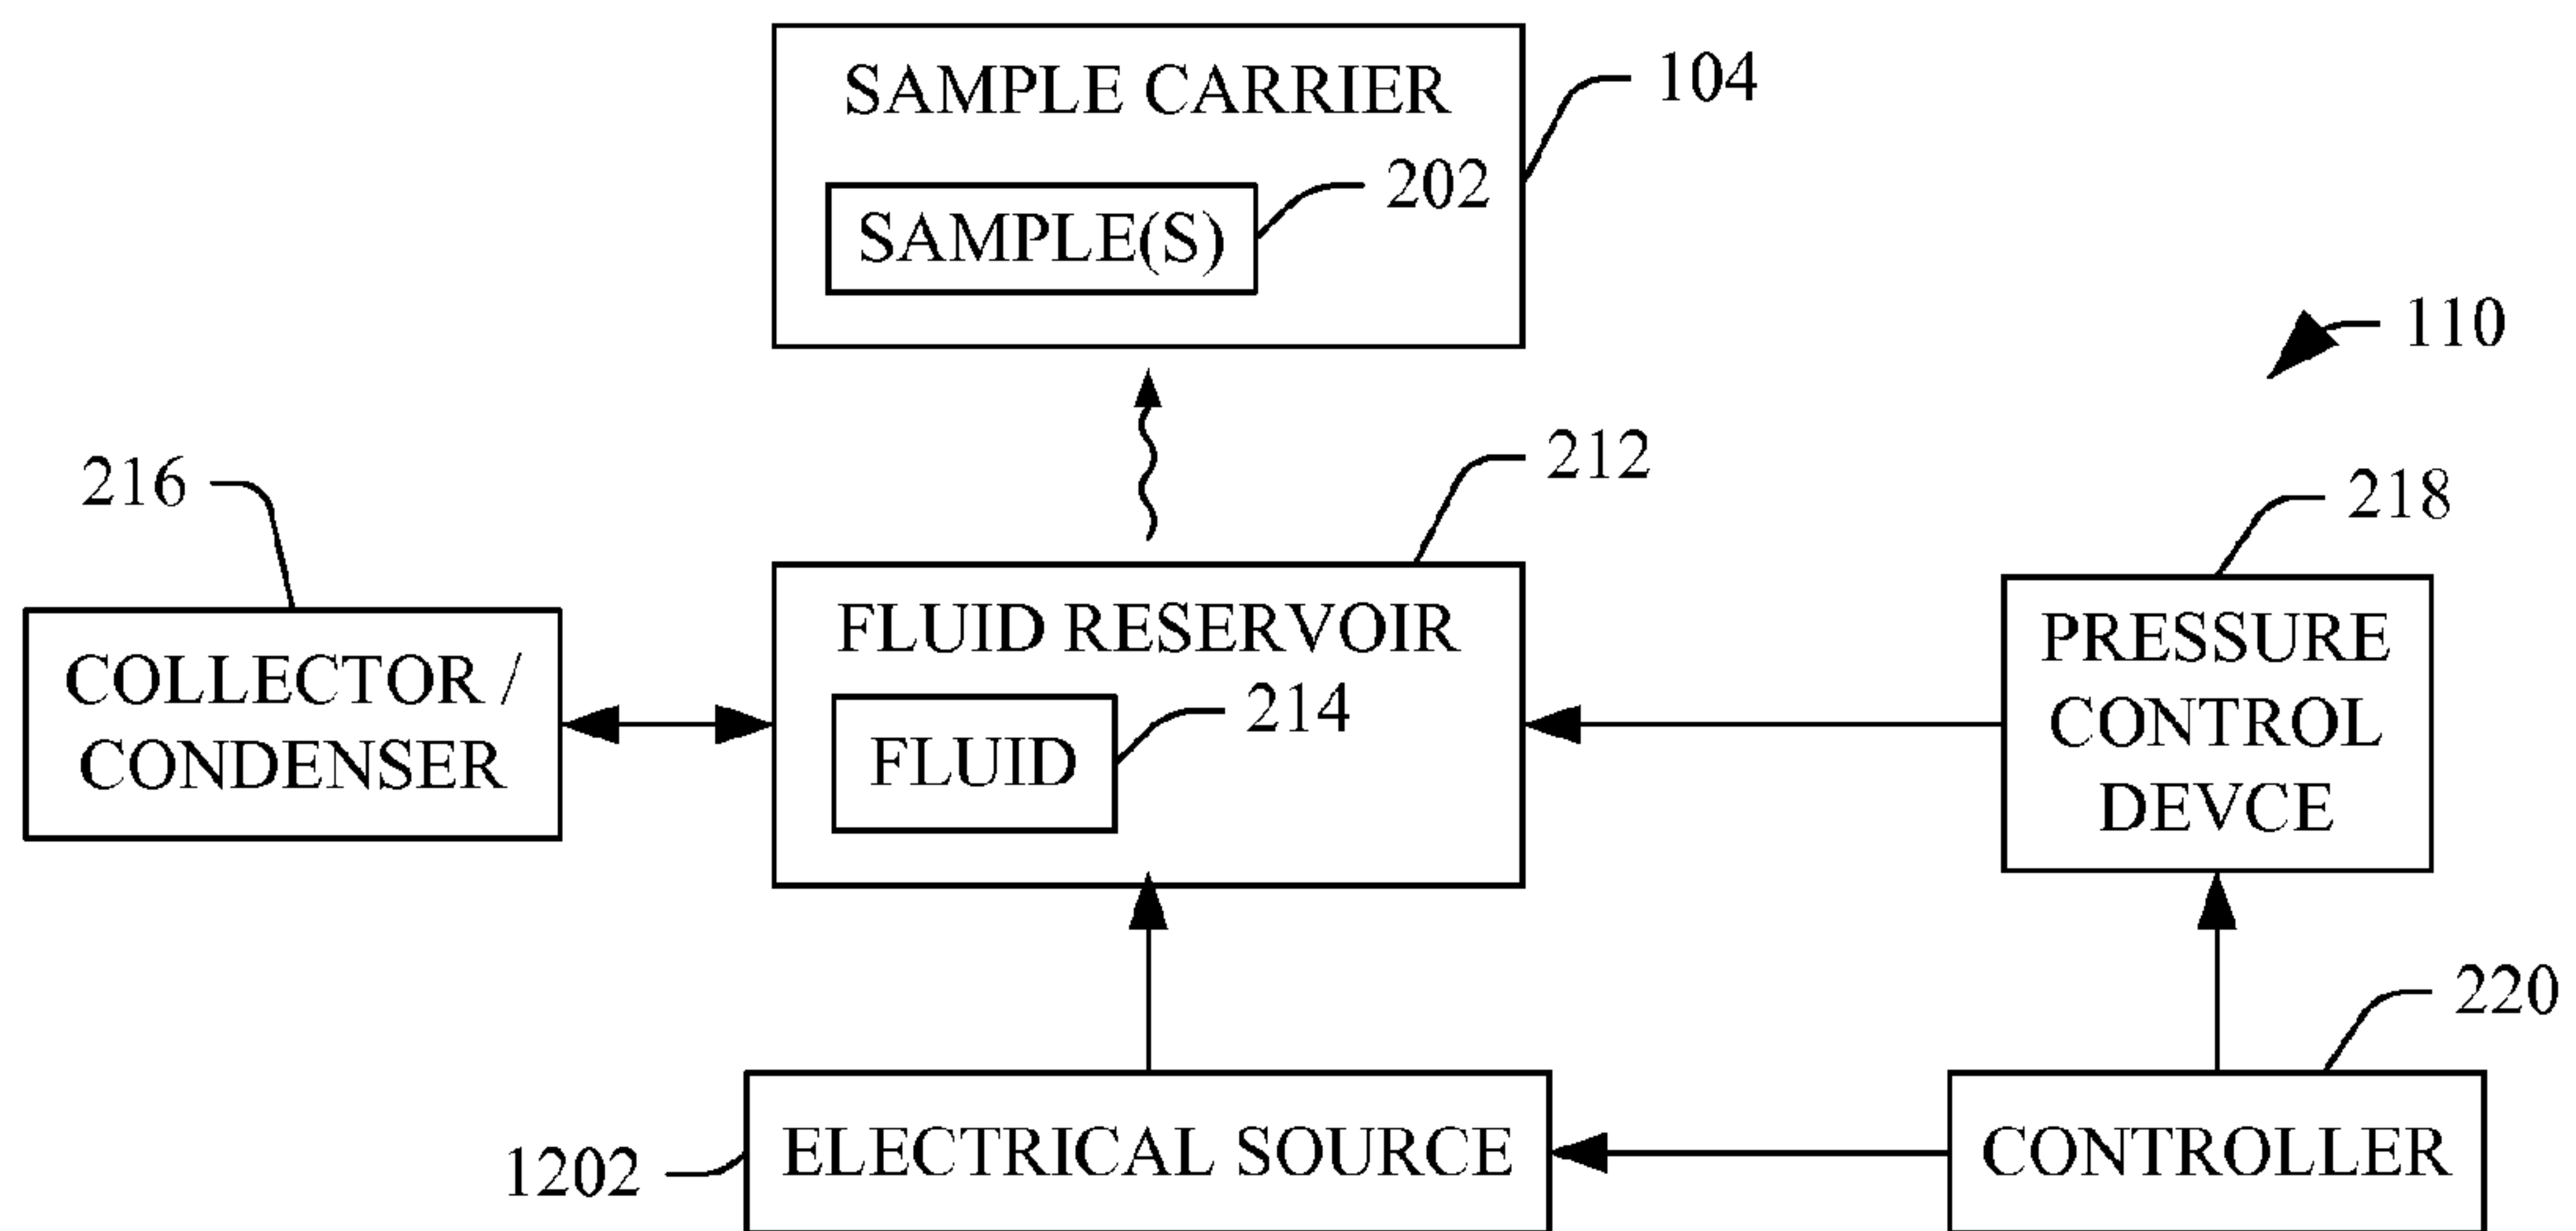 SAMPLE CARRIER
104
202
SAMPLE(S)
110
216
212
218
COLLECTOR /
CONDENSER
FLUID RESERVOIR
214
FLUID
PRESSURE
CONTROL
DEVCE
220
1202
ELECTRICAL SOURCE
CONTROLLER